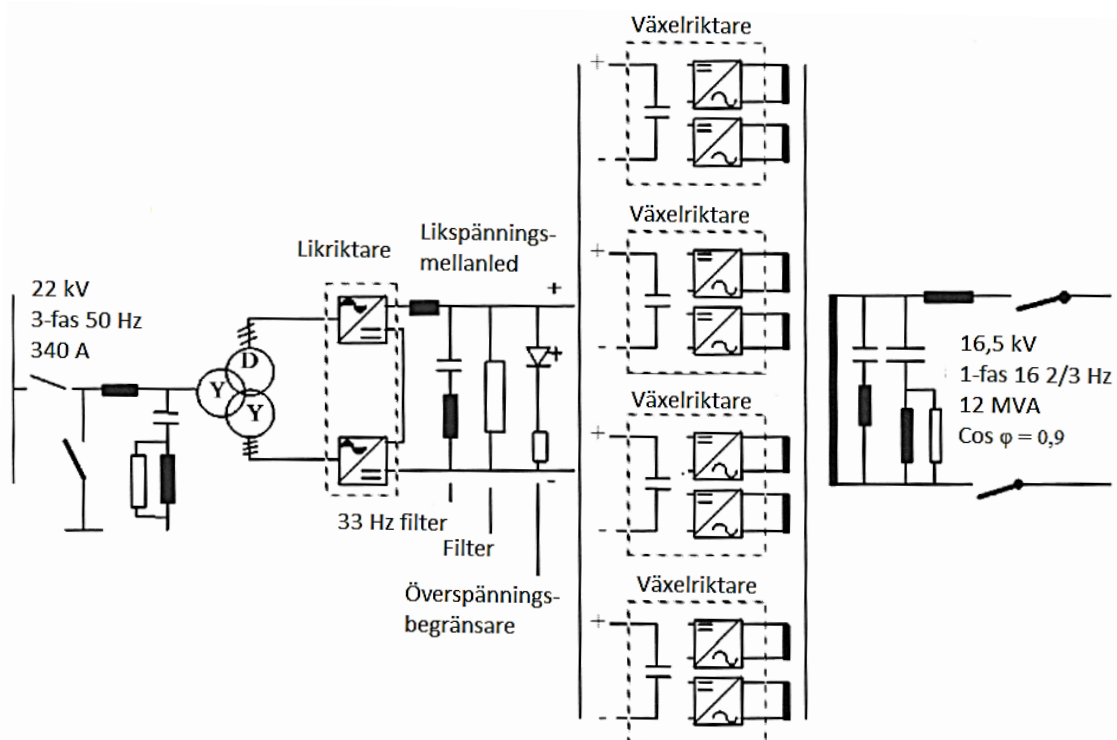 22 kV
3-fas 50 Hz
340 A
Y
D
Y
Likriktare
Likspännings-
mellanled
+
+
-
33 Hz filter
Filter
Överspännings-
begränsare
Växelriktare
+
-
Växelriktare
+
-
Växelriktare
+
-
Växelriktare
+
-
16,5 kV
1-fas 16 2/3 Hz
12 MVA
Cos φ = 0,9